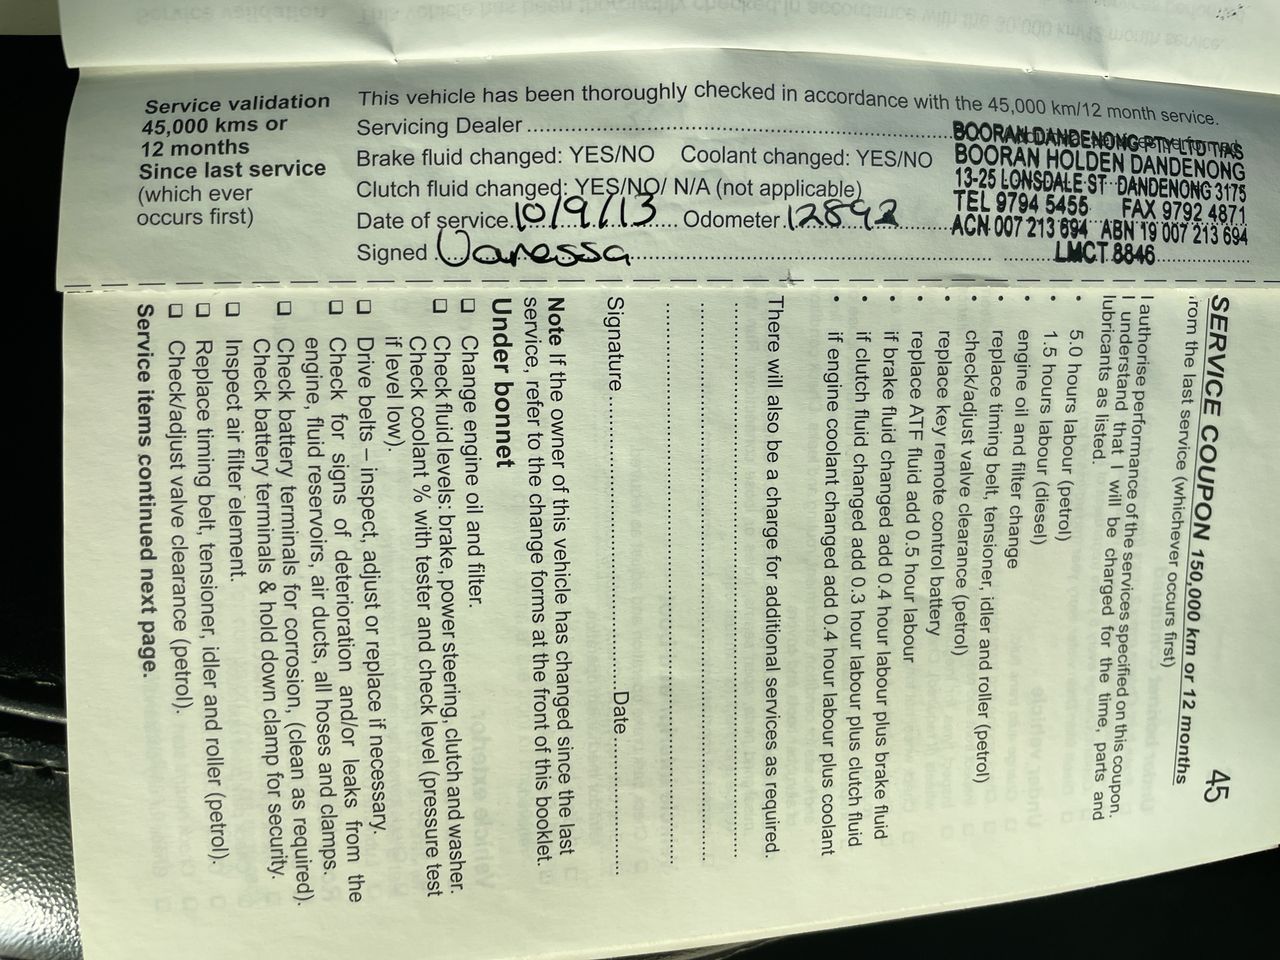 Service validation
45,000 kms or
12 months
Since last service
(which ever
occurs first)
This vehicle has been thoroughly checked in accordance with the 45,000 km/12 month service.
Servicing Dealer
Brake fluid changed: YES/NO Coolant changed: YES/NO
Clutch fluid changed: YES/NO/ N/A (not applicable)
Date of service 10/9/13 Odometer 12892
Signed Vanessa
BOORAN DANDENONG PTY LTD T/AS
BOORAN HOLDEN DANDENONG
13-25 LONSDALE ST DANDENONG 3175
TEL 9794 5455 FAX 9792 4871
ACN 007 213 694 ABN 19 007 213 694
LMCT 8846
SERVICE COUPON 150,000 km or 12 months 45
from the last service (whichever occurs first)
I authorise performance of the services specified on this coupon.
I understand that I will be charged for the time, parts and
lubricants as listed.
• 5.0 hours labour (petrol)
• 1.5 hours labour (diesel)
• engine oil and filter change
• replace timing belt, tensioner, idler and roller (petrol)
• check/adjust valve clearance (petrol)
• replace key remote control battery
• replace ATF fluid add 0.5 hour labour
• if brake fluid changed add 0.4 hour labour plus brake fluid
• if clutch fluid changed add 0.3 hour labour plus clutch fluid
• if engine coolant changed add 0.4 hour labour plus coolant
There will also be a charge for additional services as required.
Signature Date
Note If the owner of this vehicle has changed since the last
service, refer to the change forms at the front of this booklet.
Under bonnet
☐ Change engine oil and filter.
☐ Check fluid levels: brake, power steering, clutch and washer.
Check coolant % with tester and check level (pressure test
if level low).
☐ Drive belts – inspect, adjust or replace if necessary.
☐ Check for signs of deterioration and/or leaks from the
engine, fluid reservoirs, air ducts, all hoses and clamps.
☐ Check battery terminals for corrosion, (clean as required).
Check battery terminals & hold down clamp for security.
☐ Inspect air filter element.
☐ Replace timing belt, tensioner, idler and roller (petrol).
☐ Check/adjust valve clearance (petrol).
Service items continued next page.